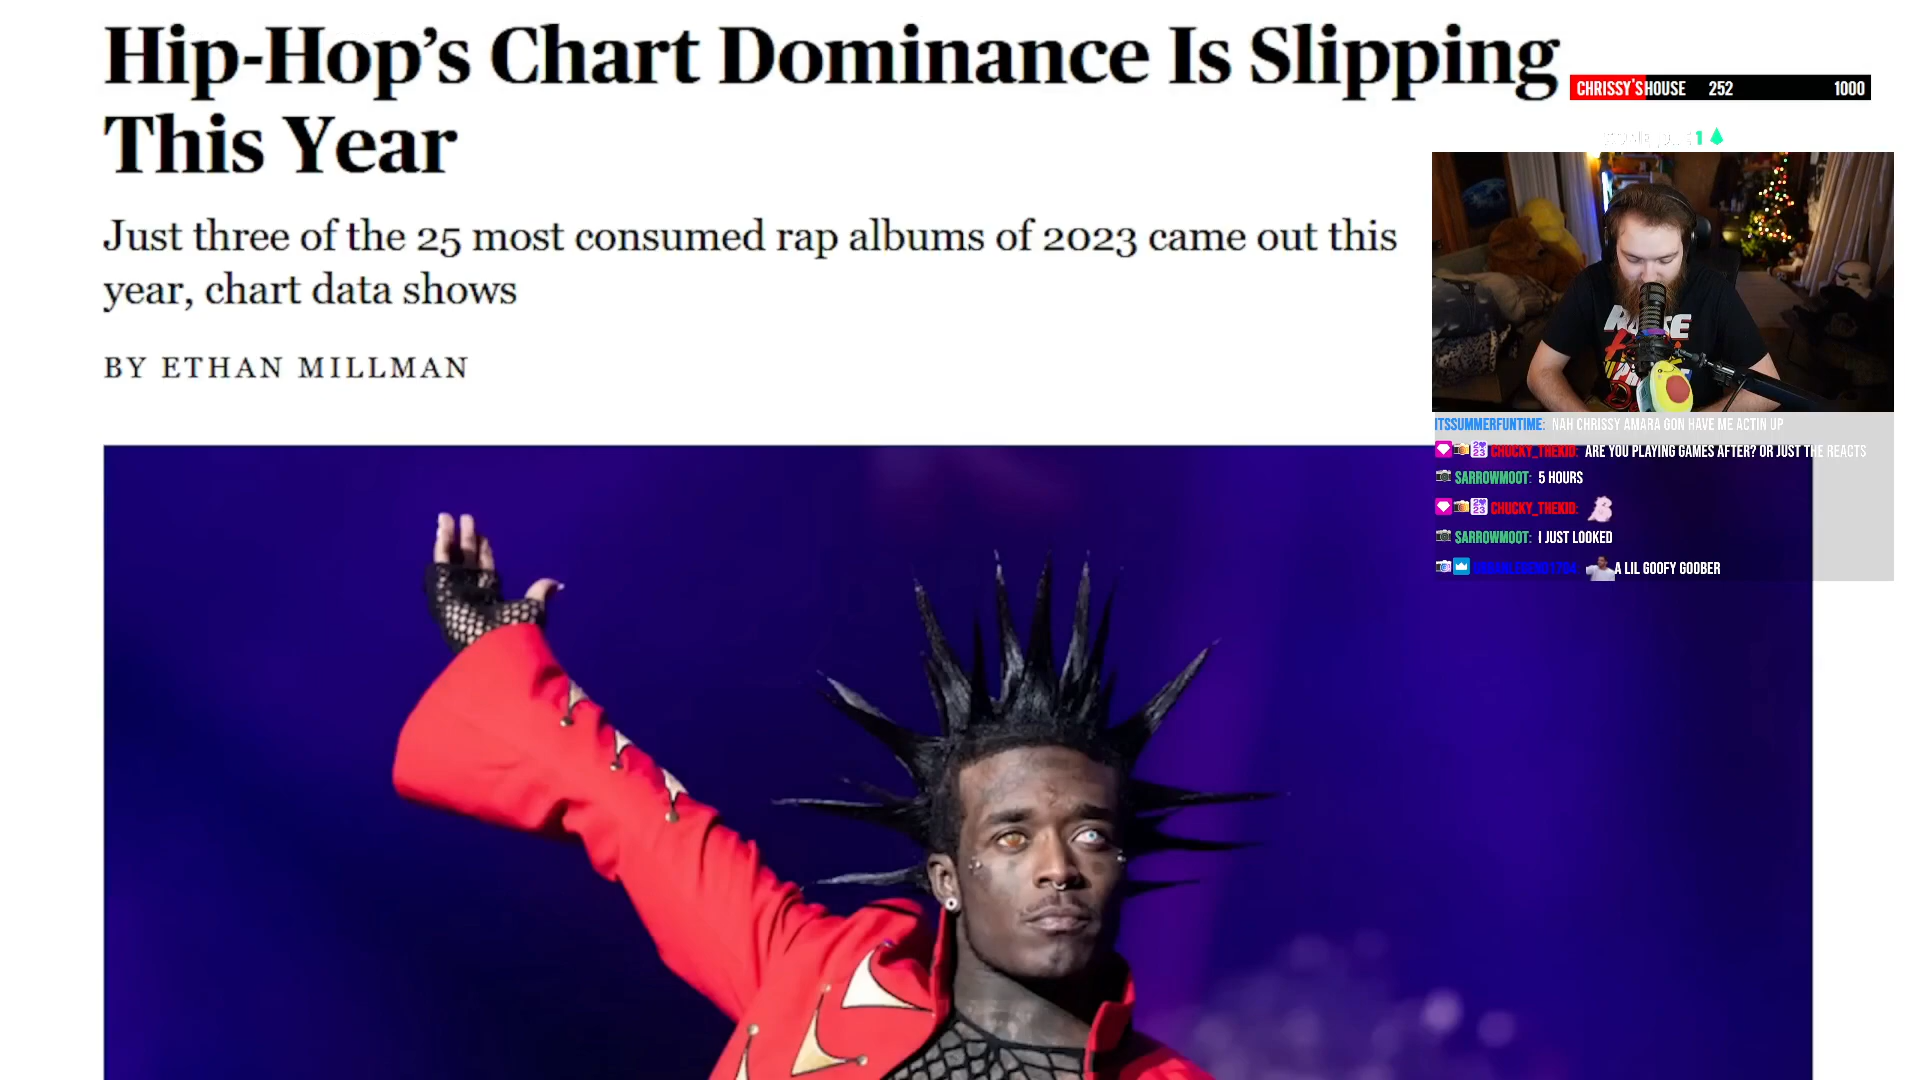 Hip-Hop's Chart Dominance Is Slipping
This Year
Just three of the 25 most consumed rap albums of 2023 came out this
year, chart data shows
BY ETHAN MILLMAN
CHRISSY'S HOUSE 252 1000
1
ITSSUMMERFUNTIME: NAH CHRISSY AMARA GON HAVE ME ACTIN UP
CHUCKY_THEKID: ARE YOU PLAYING GAMES AFTER? OR JUST THE REACTS
SARROWMOOT: 5 HOURS
CHUCKY_THEKID:
SARROWMOOT: I JUST LOOKED
A LIL GOOFY GOOBER